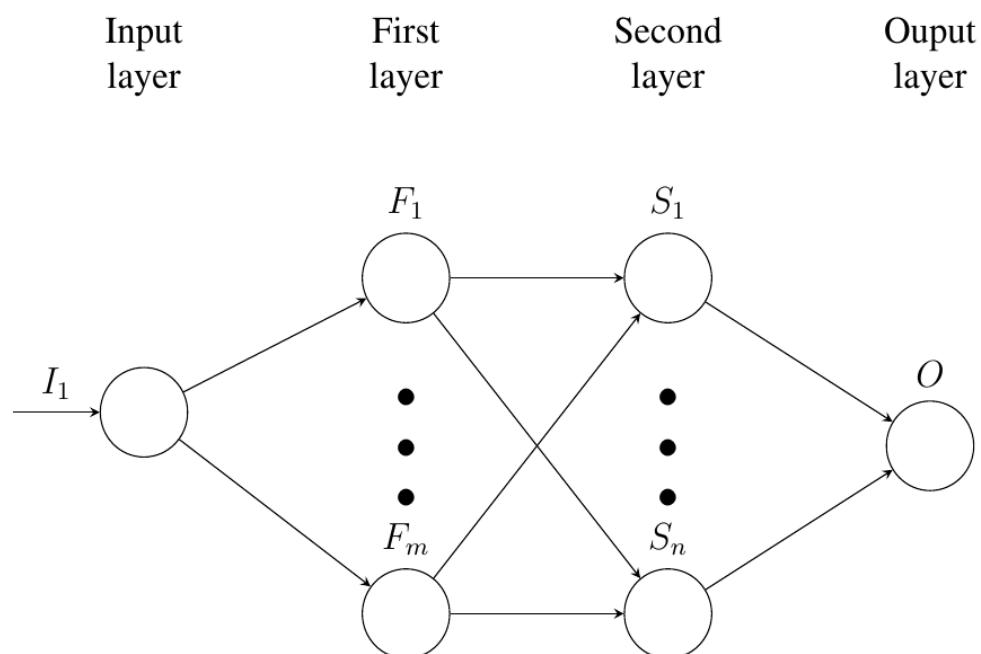 Input First Second Ouput
layer layer layer layer
F₁ S₁
I₁ O
Fₘ Sₙ